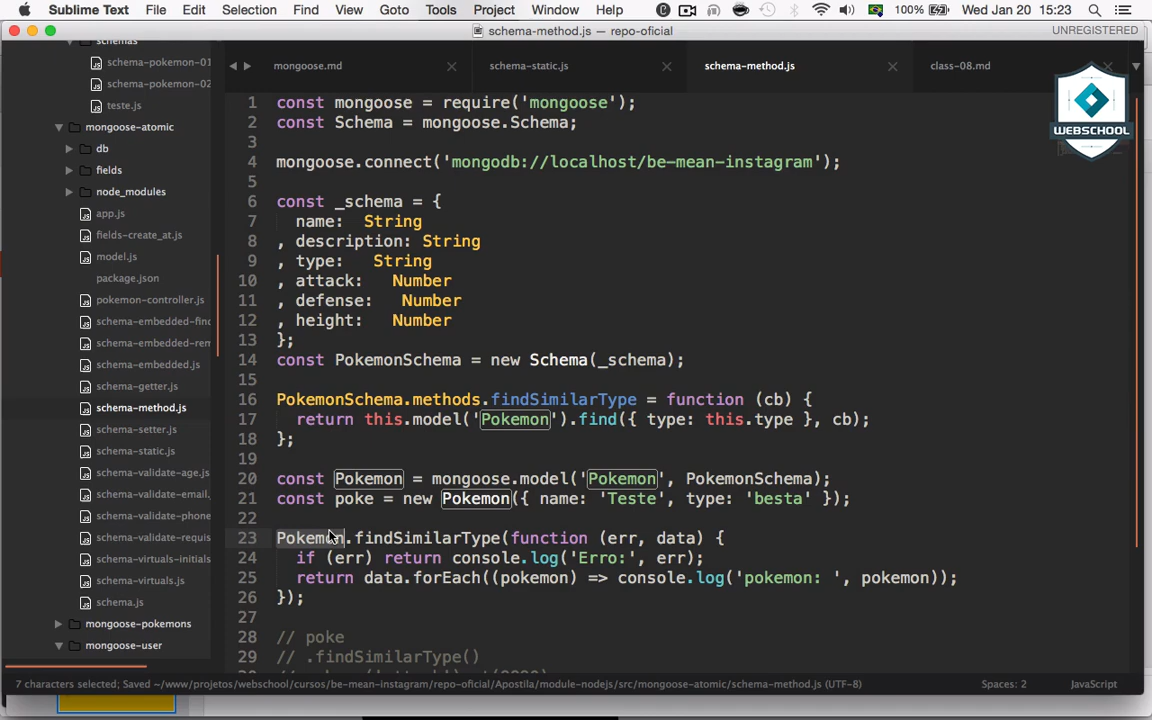 Sublime Text File Edit Selection Find View Goto Tools Project Window Help 100% Wed Jan 20 15:23
schema-method.js — repo-oficial UNREGISTERED
schemas
schema-pokemon-01
schema-pokemon-02
teste.js
mongoose-atomic
db
fields
node_modules
app.js
fields-create_at.js
model.js
package.json
pokemon-controller.js
schema-embedded-find
schema-embedded-rem
schema-embedded.js
schema-getter.js
schema-method.js
schema-setter.js
schema-static.js
schema-validate-age.js
schema-validate-email.
schema-validate-phone
schema-validate-requis
schema-virtuals-initials
schema-virtuals.js
schema.js
mongoose-pokemons
mongoose-user
mongoose.md schema-static.js schema-method.js class-08.md
WEBSCHOOL
1 const mongoose = require('mongoose');
2 const Schema = mongoose.Schema;
3
4 mongoose.connect('mongodb://localhost/be-mean-instagram');
5
6 const _schema = {
7 name: String
8 , description: String
9 , type: String
10 , attack: Number
11 , defense: Number
12 , height: Number
13 };
14 const PokemonSchema = new Schema(_schema);
15
16 PokemonSchema.methods.findSimilarType = function (cb) {
17 return this.model('Pokemon').find({ type: this.type }, cb);
18 };
19
20 const Pokemon = mongoose.model('Pokemon', PokemonSchema);
21 const poke = new Pokemon({ name: 'Teste', type: 'besta' });
22
23 Pokemon.findSimilarType(function (err, data) {
24 if (err) return console.log('Erro:', err);
25 return data.forEach((pokemon) => console.log('pokemon: ', pokemon));
26 });
27
28 // poke
29 // .findSimilarType()
7 characters selected; Saved ~/www/projetos/webschool/cursos/be-mean-instagram/repo-oficial/Apostila/module-nodejs/src/mongoose-atomic/schema-method.js (UTF-8) Spaces: 2 JavaScript